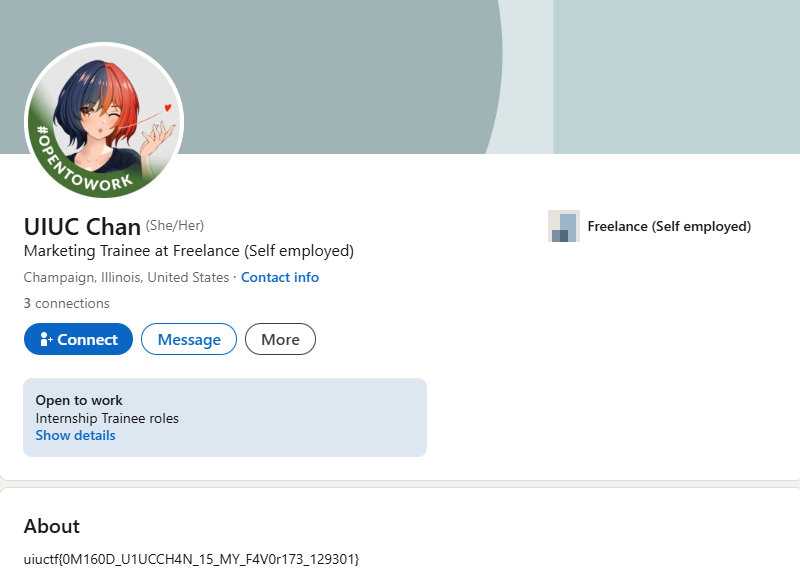 #OPENTOWORK
UIUC Chan (She/Her)
Freelance (Self employed)
Marketing Trainee at Freelance (Self employed)
Champaign, Illinois, United States · Contact info
3 connections
Connect Message More
Open to work
Internship Trainee roles
Show details
About
uiuctf{0M160D_U1UCCH4N_15_MY_F4V0r173_129301}